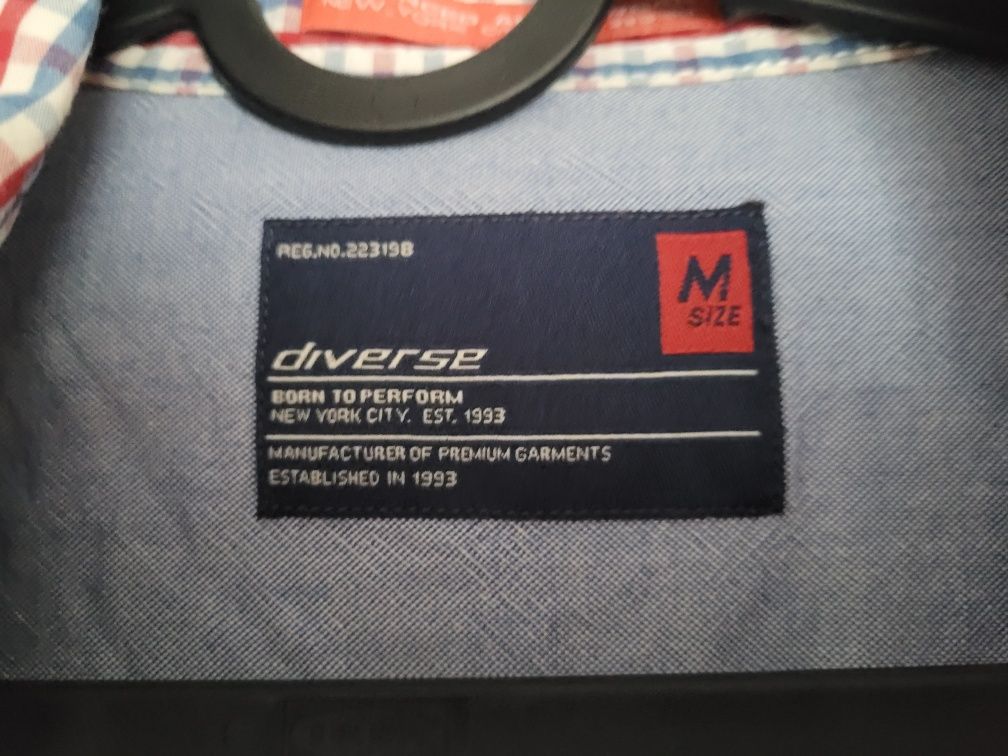 REG.NO.22319B
M
SIZE
diverse
BORN TO PERFORM
NEW YORK CITY. EST. 1993
MANUFACTURER OF PREMIUM GARMENTS
ESTABLISHED IN 1993